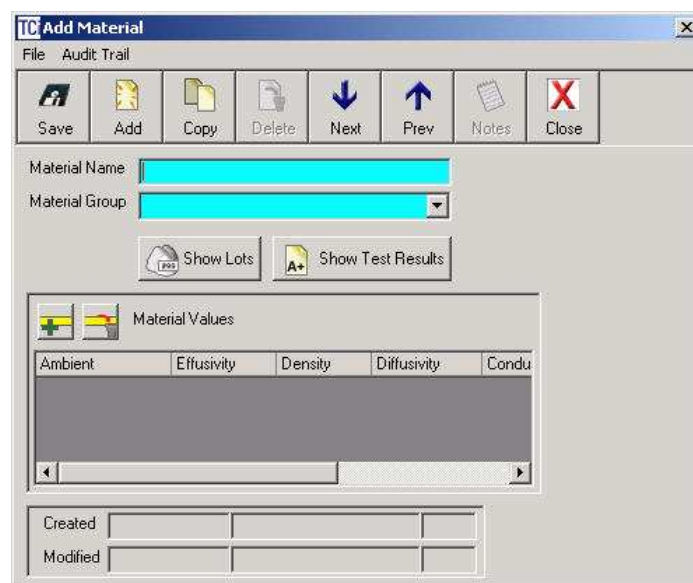 TC Add Material
File Audit Trail
Save Add Copy Delete Next Prev Notes Close
Material Name
Material Group
Show Lots A+ Show Test Results
Material Values
Ambient Effusivity Density Diffusivity Condu
Created
Modified